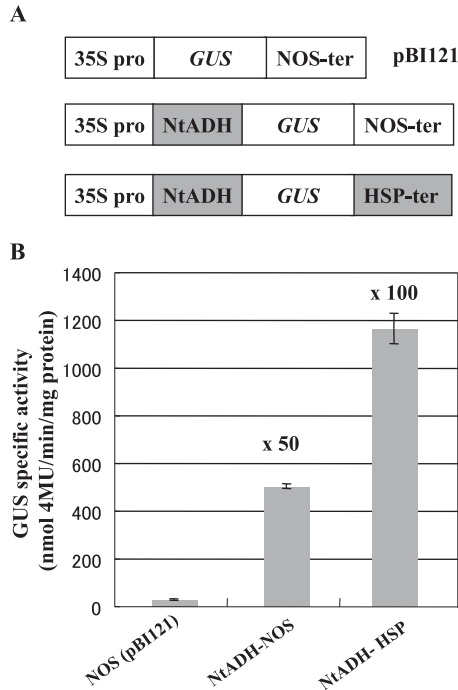 A
35S pro GUS NOS-ter pBI121
35S pro NtADH GUS NOS-ter
35S pro NtADH GUS HSP-ter
B
GUS specific activity
(nmol 4MU/min/mg protein)
1400
1200
1000
800
600
400
200
0
x 50
x 100
NOS (pBI121)
NtADH-NOS
NtADH- HSP